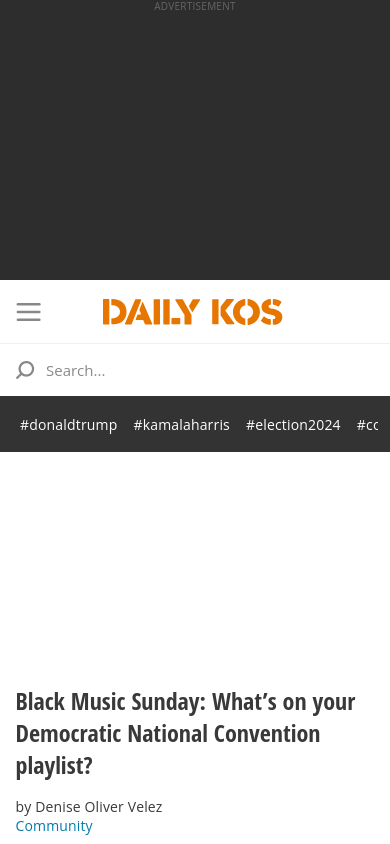 ADVERTISEMENT
DAILY KOS
Search...
#donaldtrump #kamalaharris #election2024
Black Music Sunday: What’s on your
Democratic National Convention
playlist?
by Denise Oliver Velez
Community